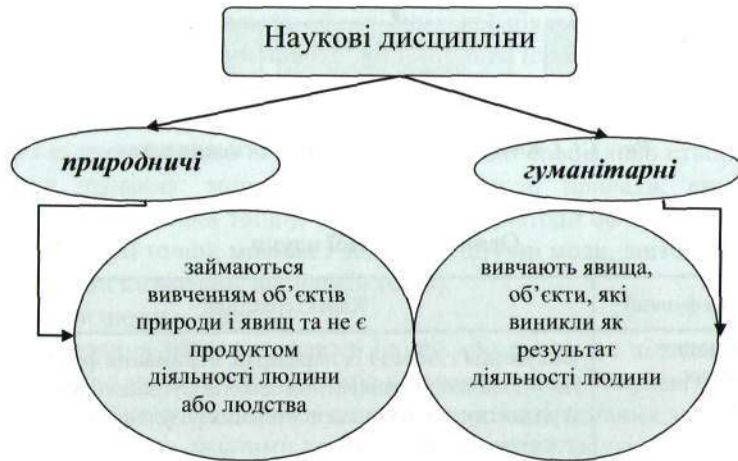 Наукові дисципліни
природничі
гуманітарні
займаються
вивченням об’єктів
природи і явищ та не є
продуктом
діяльності людини
або людства
вивчають явища,
об’єкти, які
виникли як
результат
діяльності людини